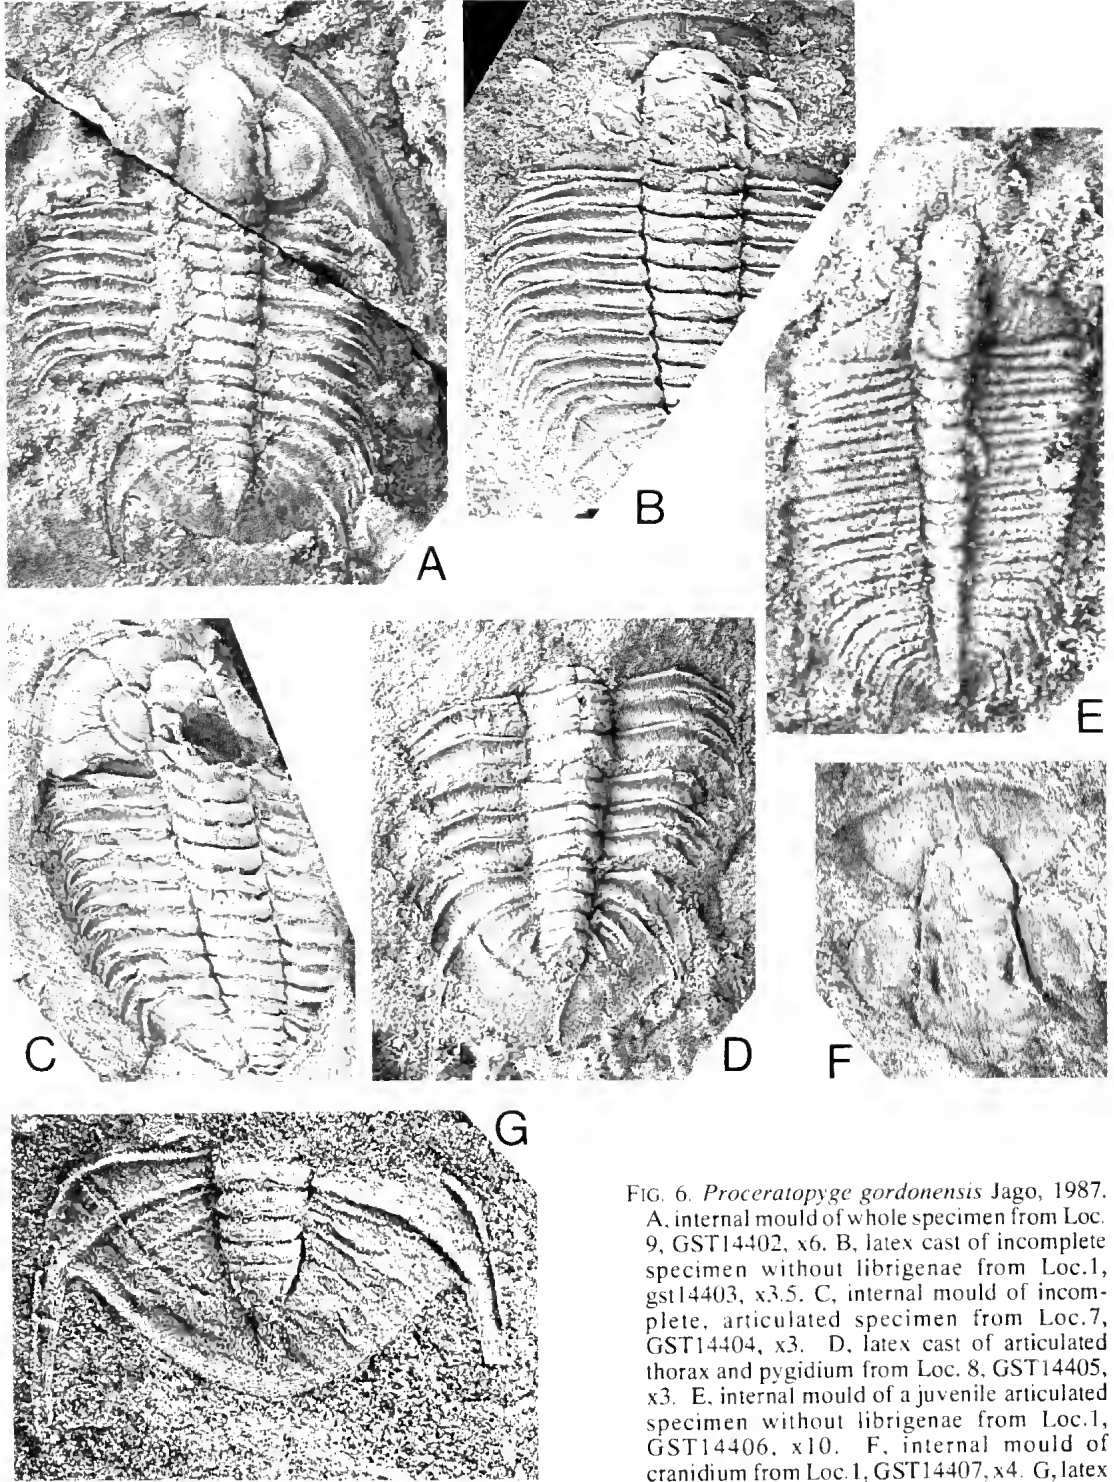 A
B
E
C
D
F
G
FIG. 6. Proceratopyge gordonensis Jago, 1987.
A, internal mould of whole specimen from Loc.
9, GST14402, x6. B, latex cast of incomplete
specimen without librigenae from Loc.1,
gst14403, x3.5. C, internal mould of incom-
plete, articulated specimen from Loc.7,
GST14404, x3. D, latex cast of articulated
thorax and pygidium from Loc. 8, GST14405,
x3. E, internal mould of a juvenile articulated
specimen without librigenae from Loc.1,
GST14406, x10. F, internal mould of
cranidium from Loc.1, GST14407, x4. G, latex